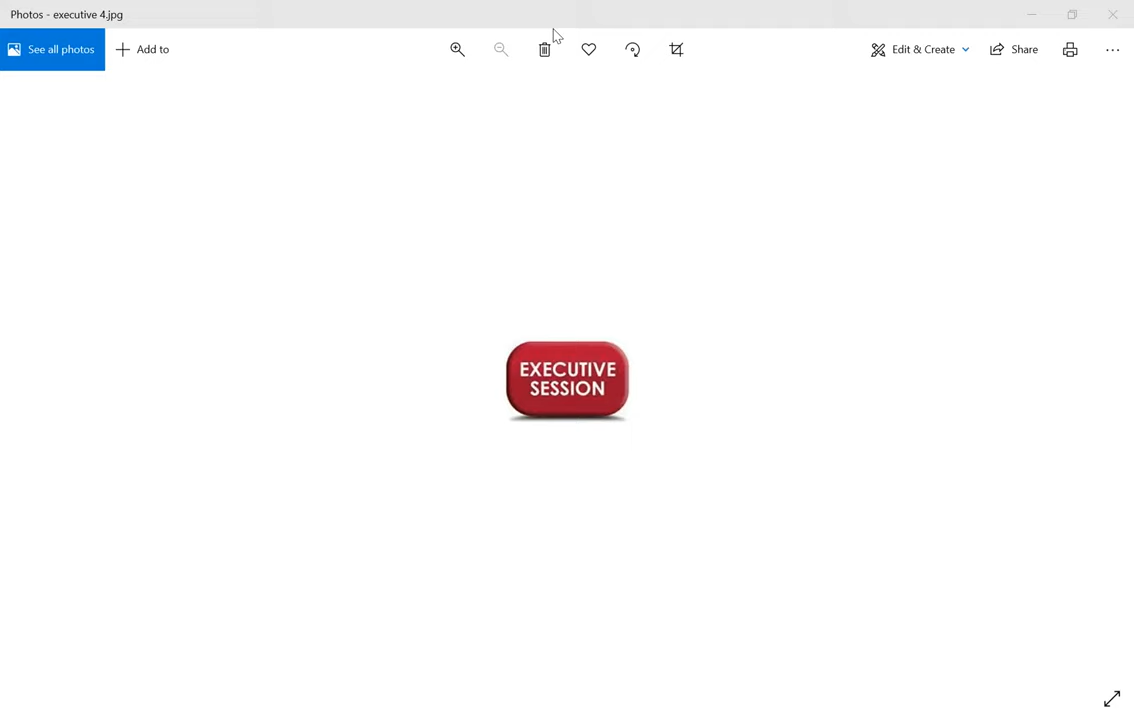 Photos - executive 4.jpg
See all photos
Add to
Edit & Create
Share
EXECUTIVE
SESSION